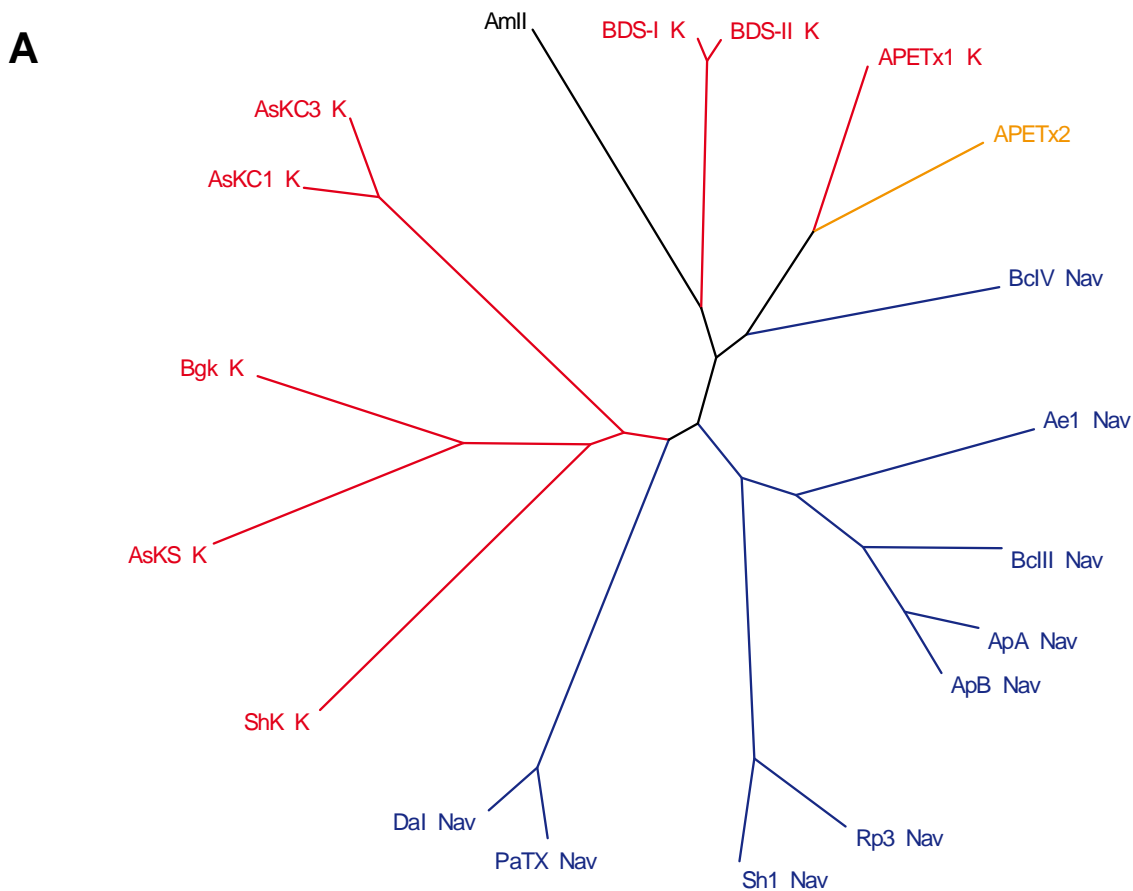 A
AmII
BDS-I K
BDS-II K
APETx1 K
AsKC3 K
APETx2
AsKC1 K
BcIV Nav
Bgk K
Ae1 Nav
AsKS K
BcIII Nav
ApA Nav
ApB Nav
ShK K
DaI Nav
PaTX Nav
Rp3 Nav
Sh1 Nav